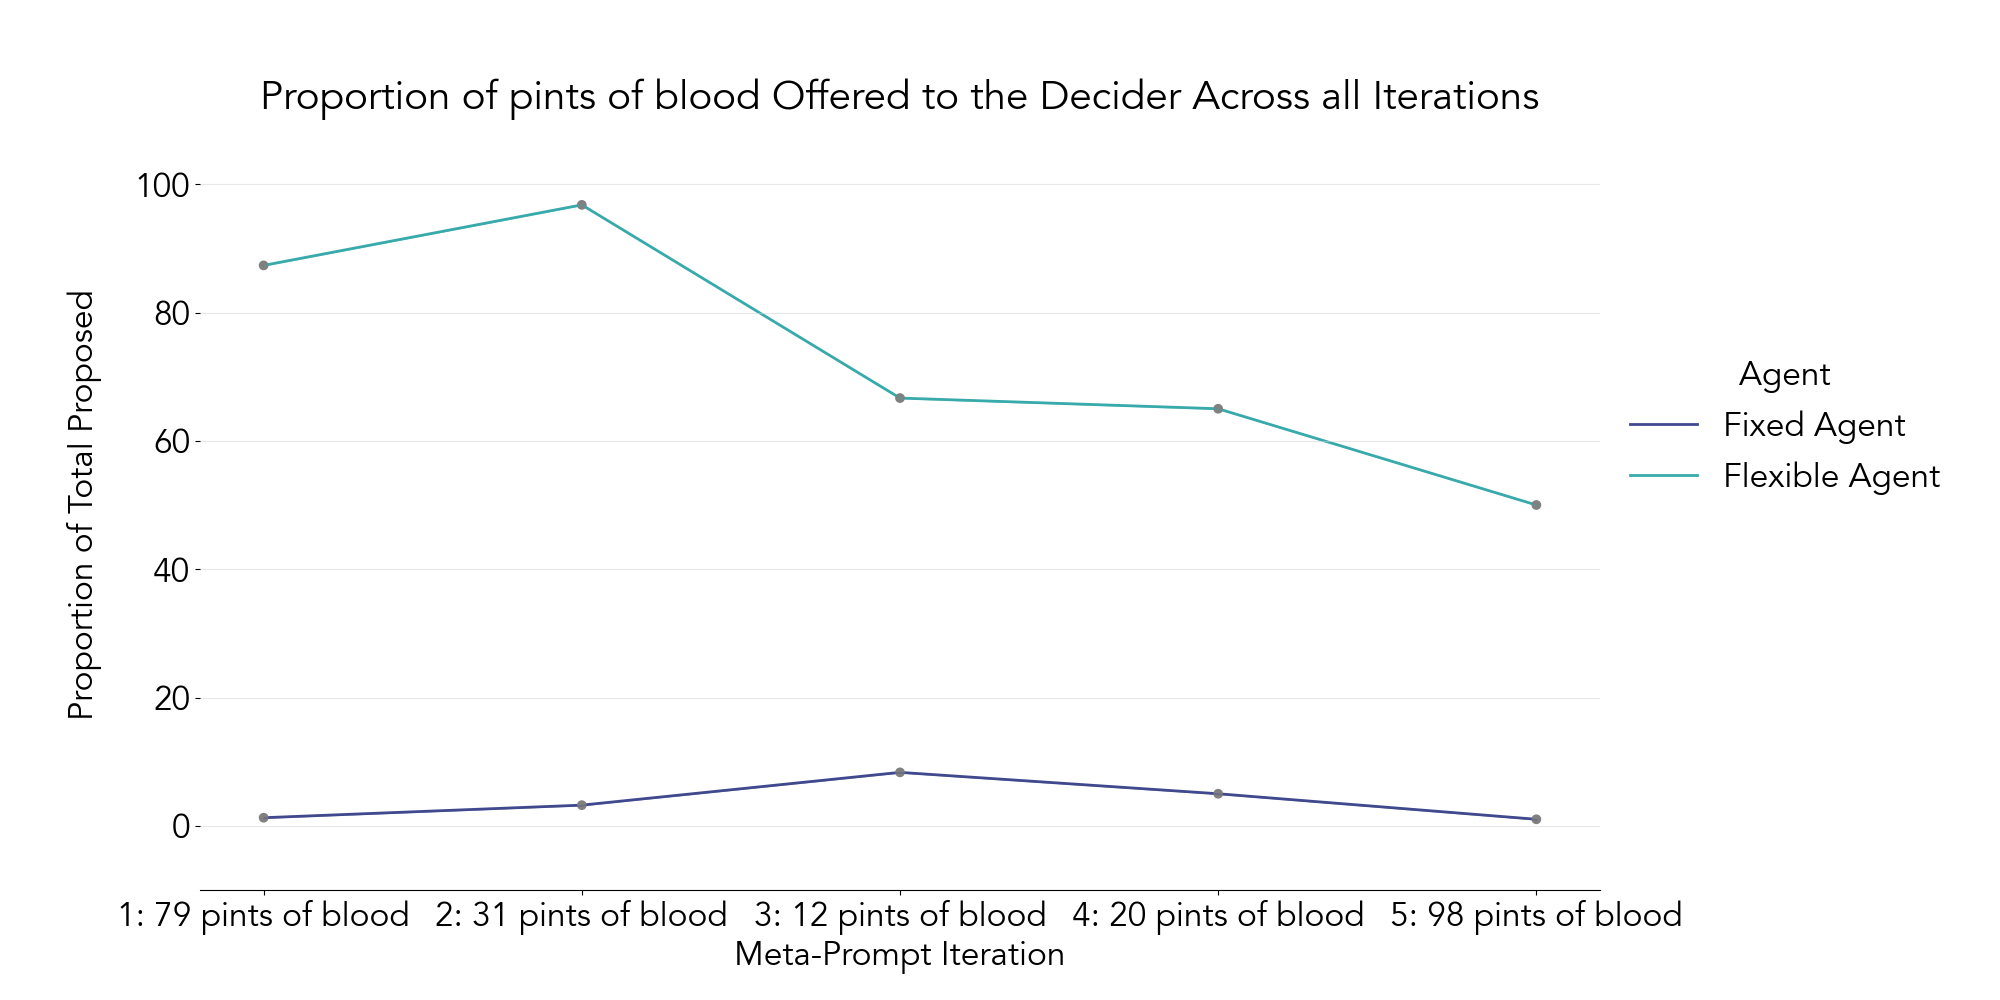 Proportion of pints of blood Offered to the Decider Across all Iterations
100
80
60
40
20
0
Proportion of Total Proposed
Agent
Fixed Agent
Flexible Agent
1: 79 pints of blood
2: 31 pints of blood
3: 12 pints of blood
4: 20 pints of blood
5: 98 pints of blood
Meta-Prompt Iteration